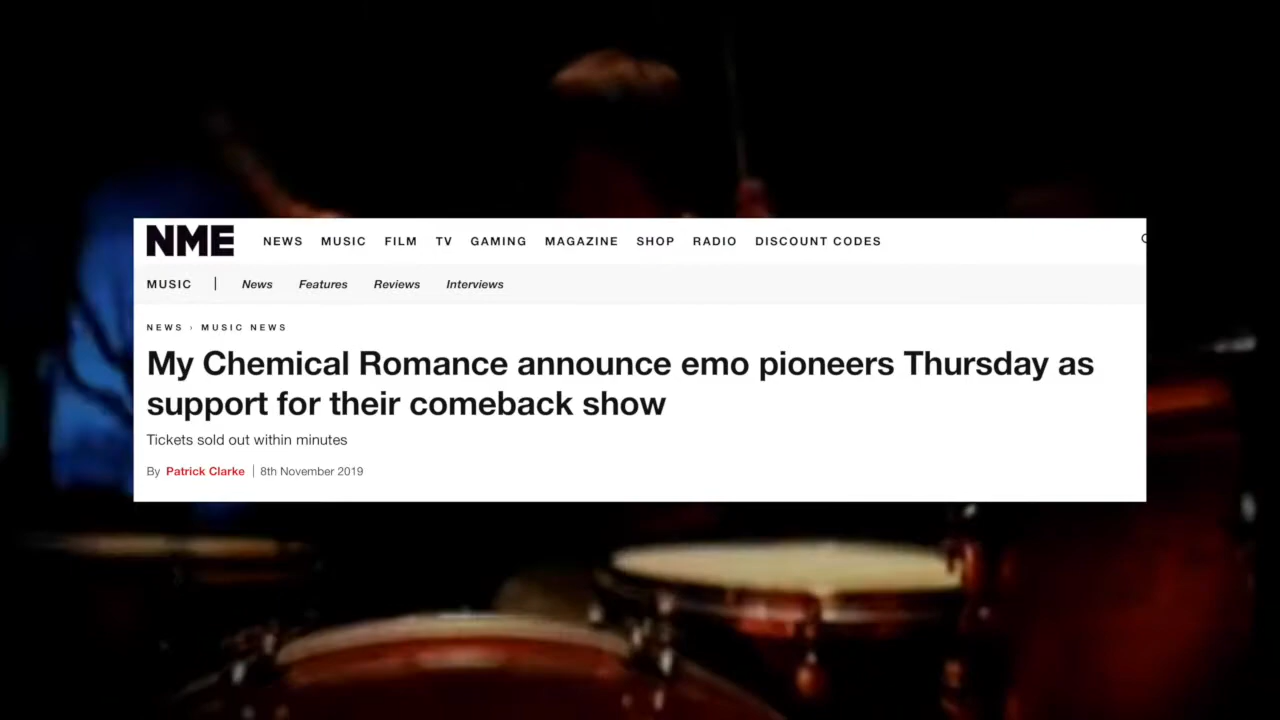 NME NEWS MUSIC FILM TV GAMING MAGAZINE SHOP RADIO DISCOUNT CODES
MUSIC | News Features Reviews Interviews
NEWS › MUSIC NEWS
My Chemical Romance announce emo pioneers Thursday as
support for their comeback show
Tickets sold out within minutes
By Patrick Clarke | 8th November 2019